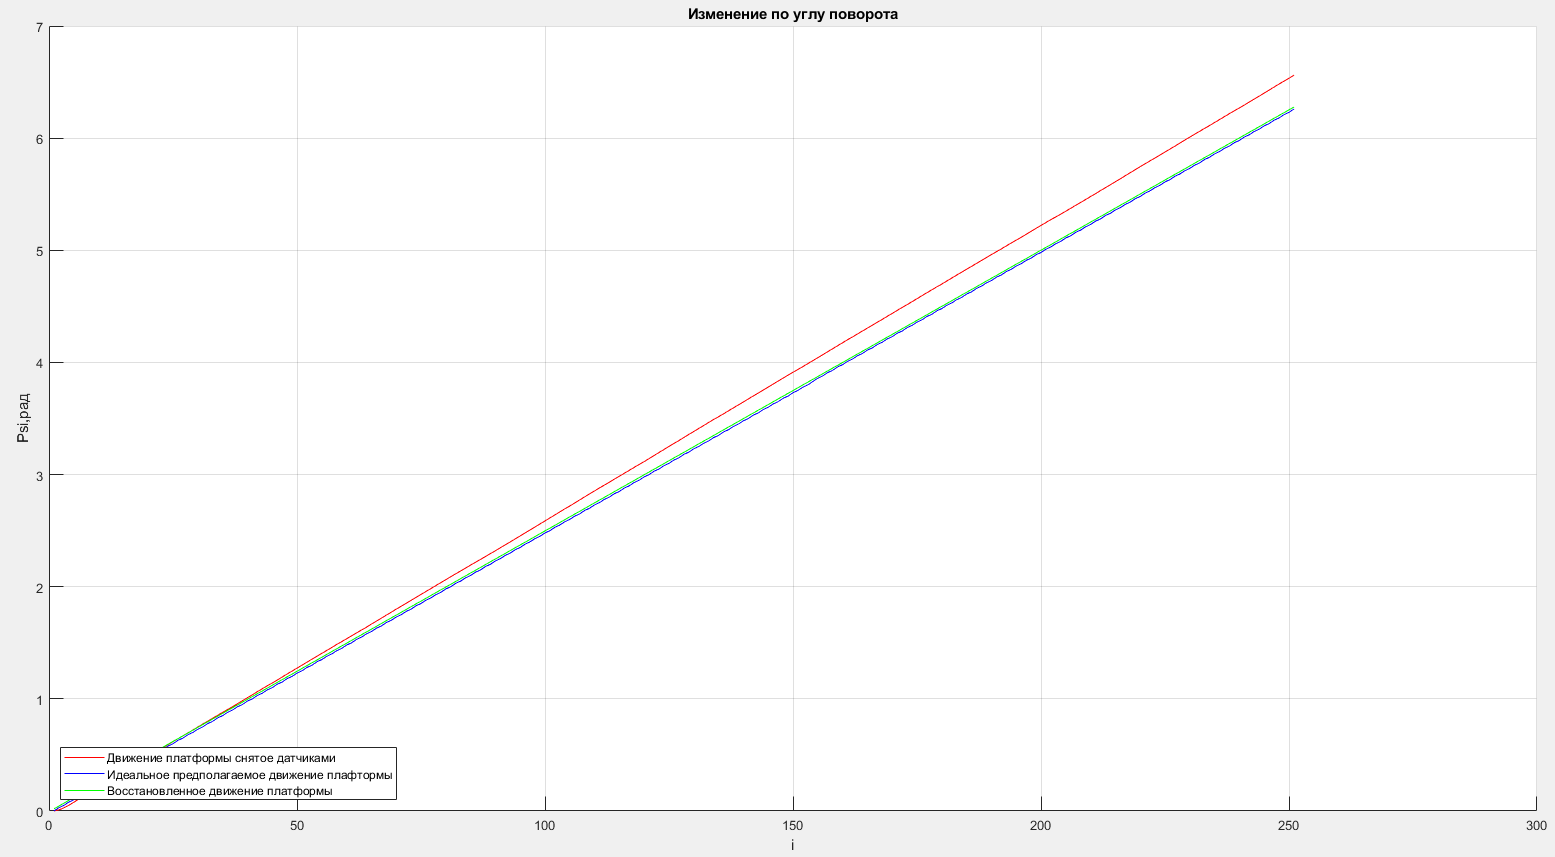 Изменение по углу поворота
7
6
5
4
3
2
1
0
Psi,рад
Движение платформы снятое датчиками
Идеальное предполагаемое движение плафтормы
Восстановленное движение платформы
0
50
100
150
200
250
300
i